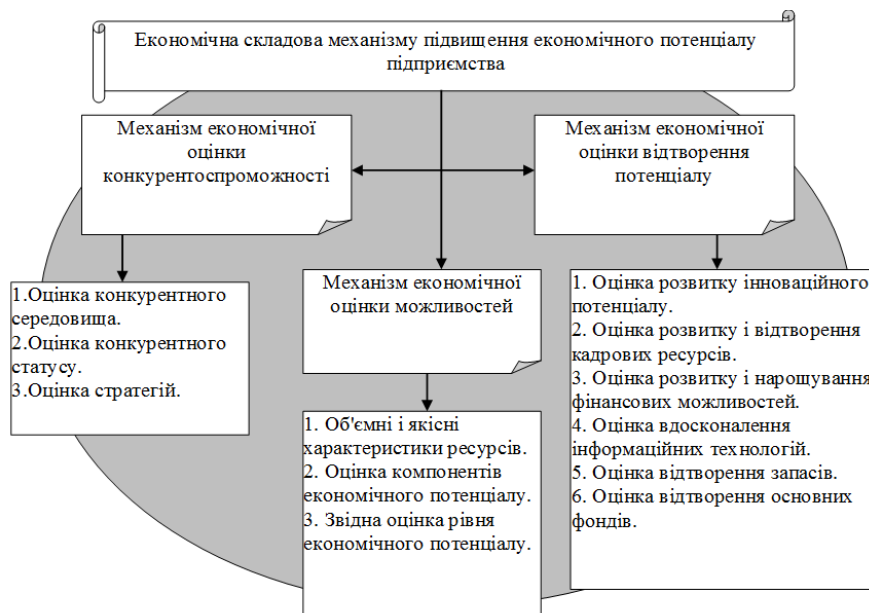 Економічна складова механізму підвищення економічного потенціалу
підприємства
Механізм економічної
оцінки
конкурентоспроможності
Механізм економічної
оцінки відтворення
потенціалу
1.Оцінка конкурентного
середовища.
2.Оцінка конкурентного
статусу.
3.Оцінка стратегій.
Механізм економічної
оцінки можливостей
1. Об'ємні і якісні
характеристики ресурсів.
2. Оцінка компонентів
економічного потенціалу.
3. Звідна оцінка рівня
економічного потенціалу.
1. Оцінка розвитку інноваційного
потенціалу.
2. Оцінка розвитку і відтворення
кадрових ресурсів.
3. Оцінка розвитку і нарощування
фінансових можливостей.
4. Оцінка вдосконалення
інформаційних технологій.
5. Оцінка відтворення запасів.
6. Оцінка відтворення основних
фондів.